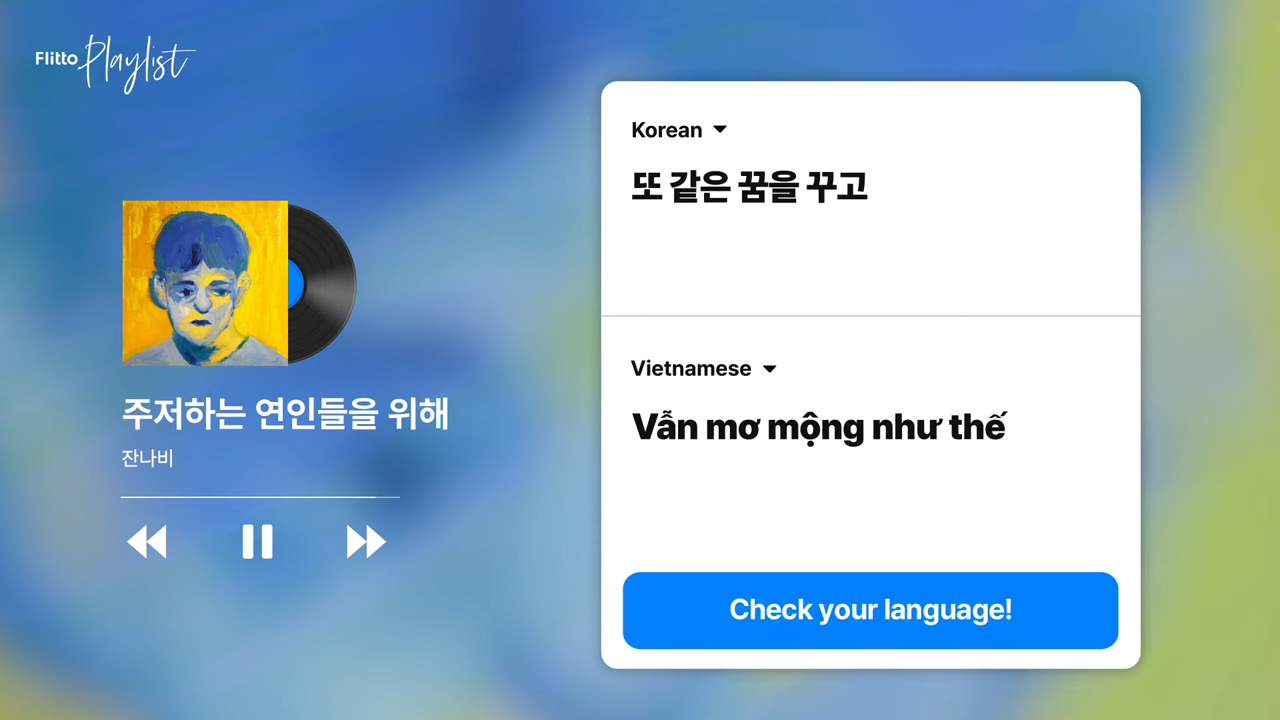 Flitto Playlist
주저하는 연인들을 위해
잔나비
Korean
또 같은 꿈을 꾸고
Vietnamese
Vẫn mơ mộng như thế
Check your language!